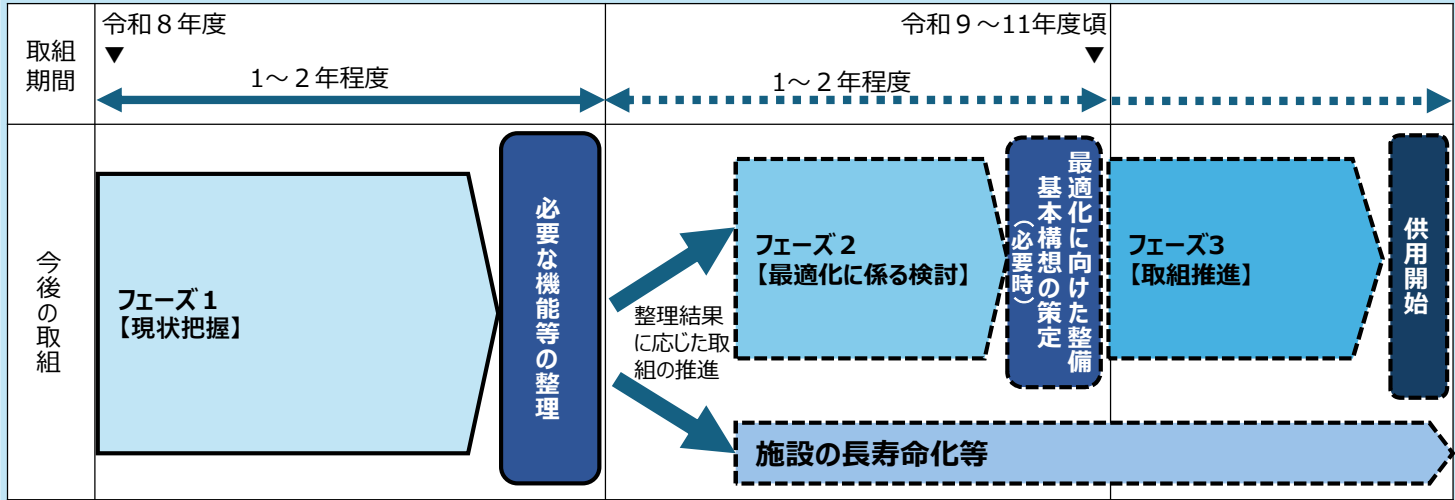 取組
期間
令和８年度
▼
1～２年程度
令和９～11年度頃
▼
1～２年程度
今後の取組
フェーズ１
【現状把握】
必要な機能等の整理
整理結果
に応じた取
組の推進
フェーズ２
【最適化に係る検討】
最適化に向けた整備
基本構想の策定
（必要時）
フェーズ3
【取組推進】
供用開始
施設の長寿命化等